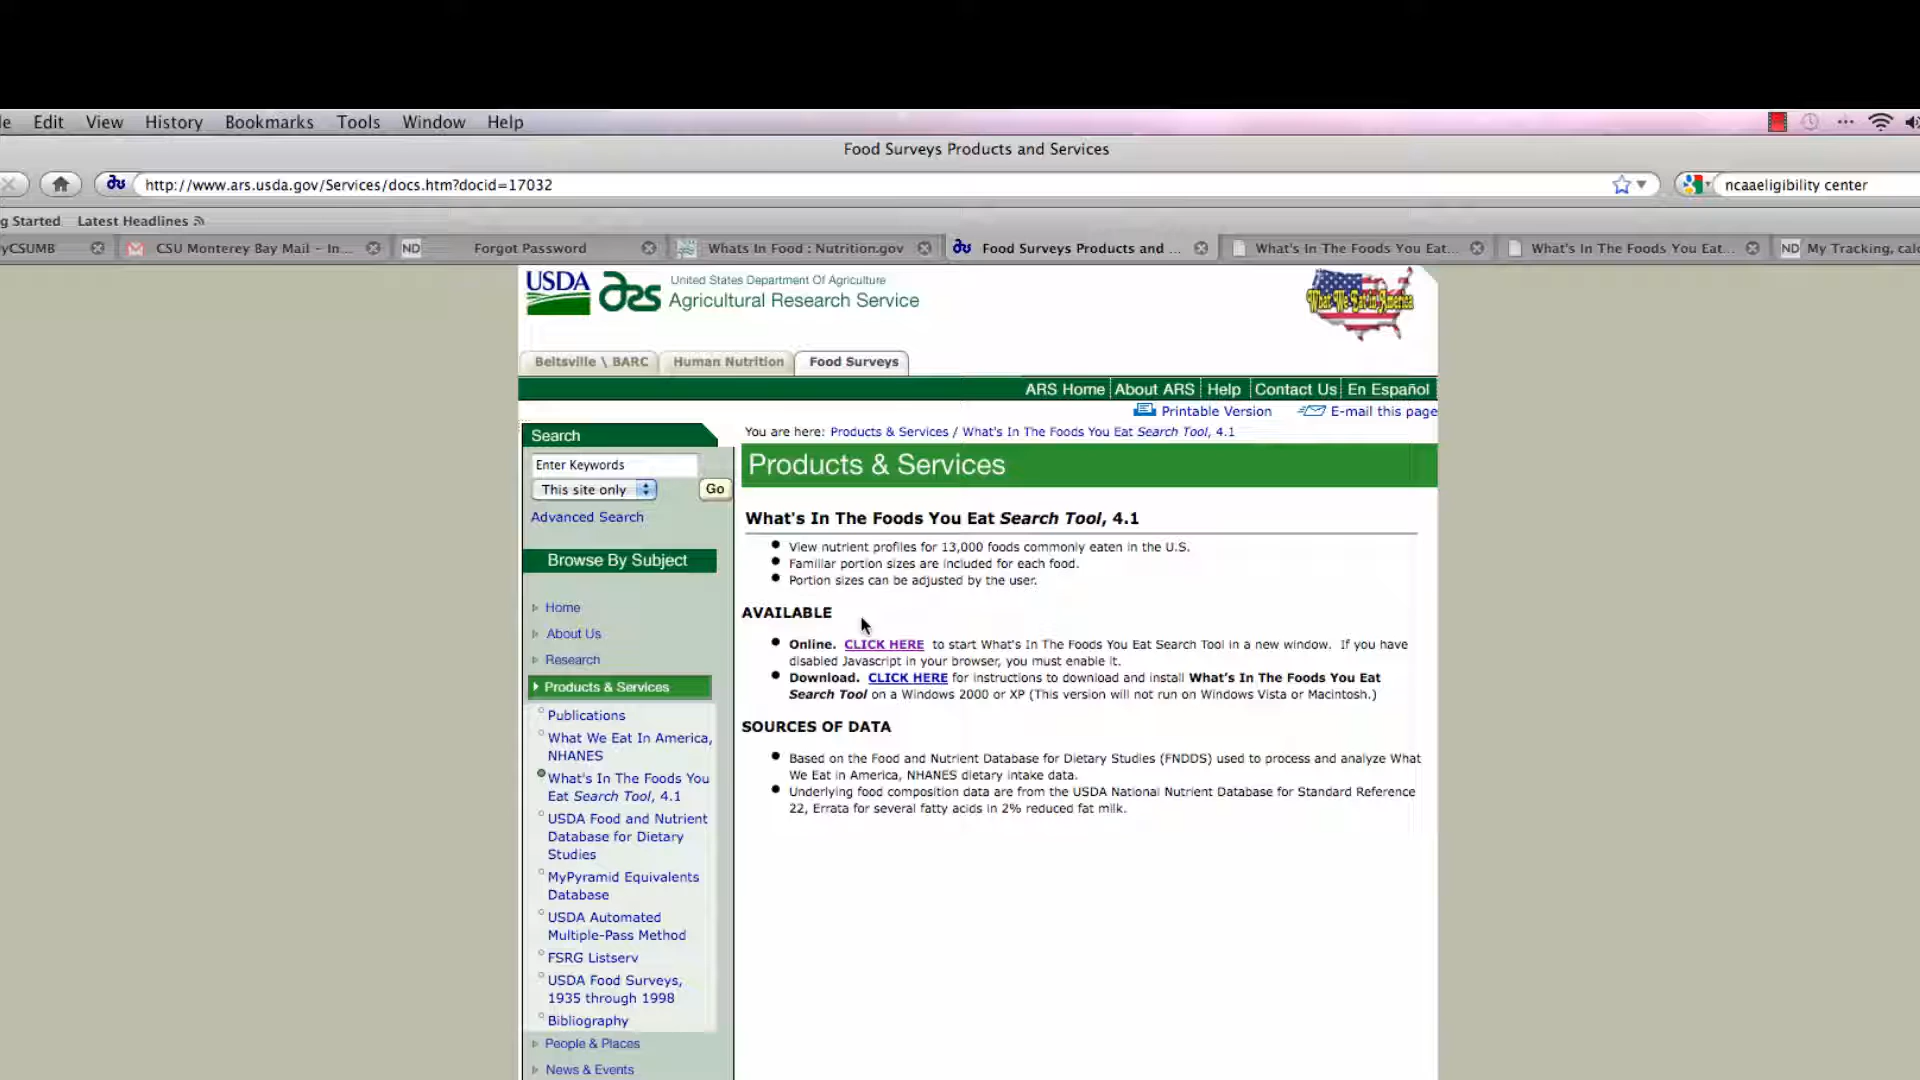 Edit View History Bookmarks Tools Window Help
Food Surveys Products and Services
http://www.ars.usda.gov/Services/docs.htm?docid=17032
ncaaeligibility center
g Started Latest Headlines
yCSUMB
CSU Monterey Bay Mail – In...
ND Forgot Password
Whats In Food : Nutrition.gov
Food Surveys Products and ...
What's In The Foods You Eat...
What's In The Foods You Eat...
ND My Tracking, calo
USDA
ars
United States Department Of Agriculture
Agricultural Research Service
What We Eat in America
Beltsville \ BARC Human Nutrition Food Surveys
ARS Home About ARS Help Contact Us En Español
Printable Version E-mail this page
Search
Enter Keywords
This site only Go
Advanced Search
Browse By Subject
Home
About Us
Research
Products & Services
Publications
What We Eat In America,
NHANES
What's In The Foods You
Eat Search Tool, 4.1
USDA Food and Nutrient
Database for Dietary
Studies
MyPyramid Equivalents
Database
USDA Automated
Multiple-Pass Method
FSRG Listserv
USDA Food Surveys,
1935 through 1998
Bibliography
People & Places
News & Events
You are here: Products & Services / What's In The Foods You Eat Search Tool, 4.1
Products & Services
What's In The Foods You Eat Search Tool, 4.1
View nutrient profiles for 13,000 foods commonly eaten in the U.S.
Familiar portion sizes are included for each food.
Portion sizes can be adjusted by the user.
AVAILABLE
Online. CLICK HERE to start What's In The Foods You Eat Search Tool in a new window. If you have
disabled Javascript in your browser, you must enable it.
Download. CLICK HERE for instructions to download and install What's In The Foods You Eat
Search Tool on a Windows 2000 or XP (This version will not run on Windows Vista or Macintosh.)
SOURCES OF DATA
Based on the Food and Nutrient Database for Dietary Studies (FNDDS) used to process and analyze What
We Eat in America, NHANES dietary intake data.
Underlying food composition data are from the USDA National Nutrient Database for Standard Reference
22, Errata for several fatty acids in 2% reduced fat milk.